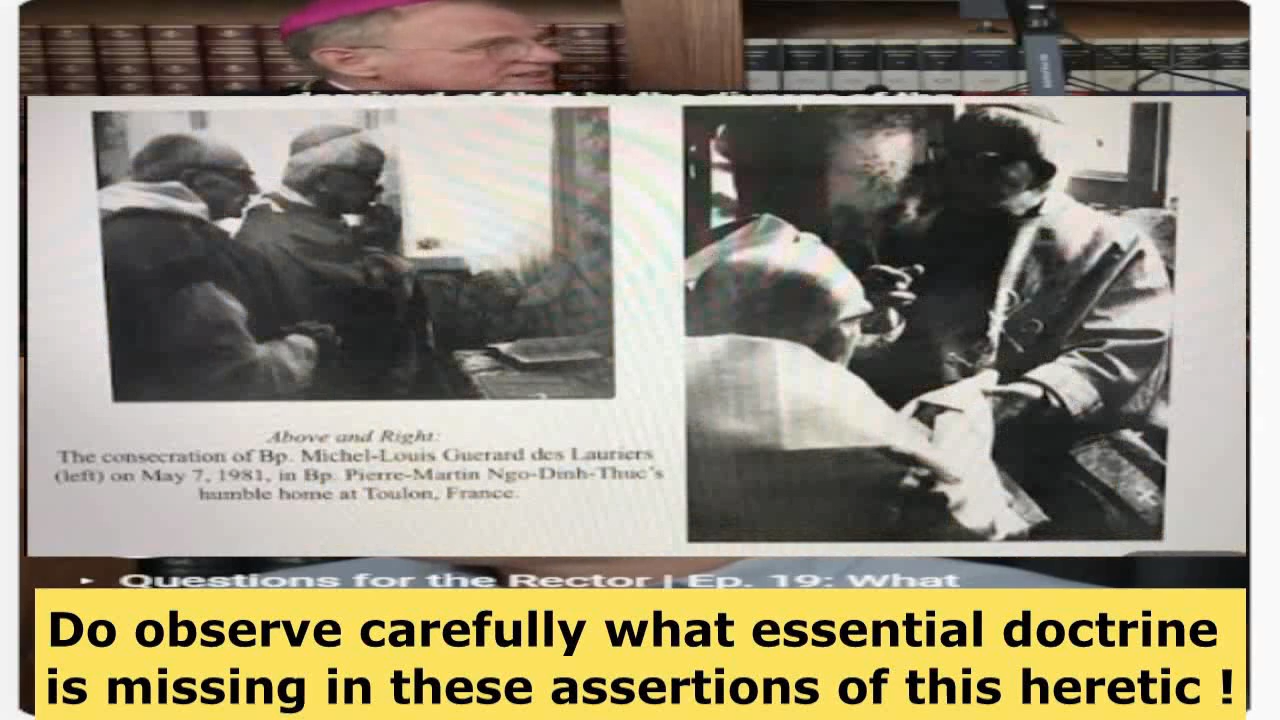 Above and Right:
The consecration of Bp. Michel-Louis Guerard des Lauriers
(left) on May 7, 1981, in Bp. Pierre-Martin Ngo-Dinh-Thuc's
humble home at Toulon, France.
Questions for the Rector | Ep. 19: What
Do observe carefully what essential doctrine
is missing in these assertions of this heretic !